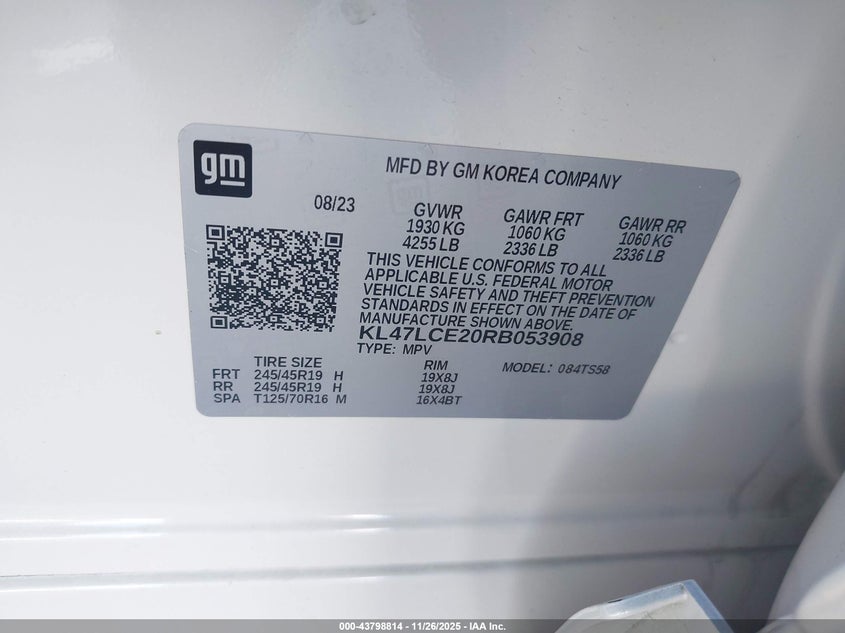 gm
MFD BY GM KOREA COMPANY
08/23
GVWR GAWR FRT GAWR RR
1930 KG 1060 KG 1060 KG
4255 LB 2336 LB 2336 LB
THIS VEHICLE CONFORMS TO ALL
APPLICABLE U.S. FEDERAL MOTOR
VEHICLE SAFETY AND THEFT PREVENTION
STANDARDS IN EFFECT ON THE DATE OF
MANUFACTURE SHOWN ABOVE.
KL47LCE20RB053908
TYPE: MPV
MODEL: 084TS58
TIRE SIZE RIM
FRT 245/45R19 H 19X8J
RR 245/45R19 H 19X8J
SPA T125/70R16 M 16X4BT
000-43798814 - 11/26/2025 - IAA Inc.